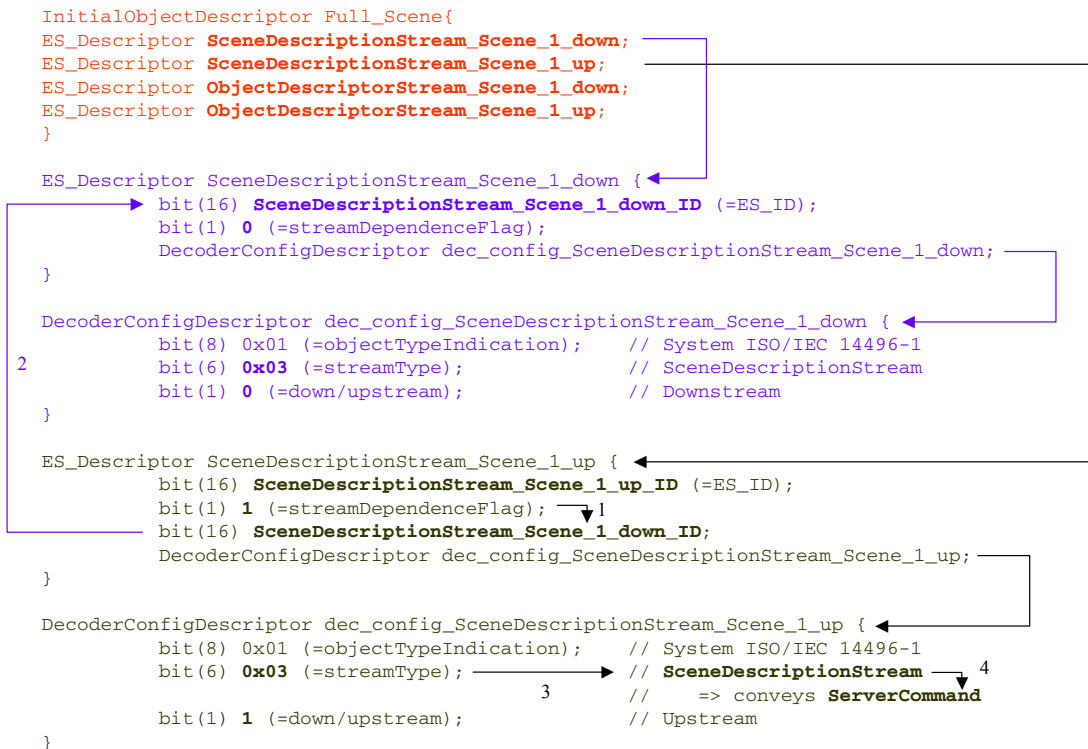 InitialObjectDescriptor Full_Scene{
ES_Descriptor SceneDescriptionStream_Scene_1_down;
ES_Descriptor SceneDescriptionStream_Scene_1_up;
ES_Descriptor ObjectDescriptorStream_Scene_1_down;
ES_Descriptor ObjectDescriptorStream_Scene_1_up;
}
ES_Descriptor SceneDescriptionStream_Scene_1_down {
bit(16) SceneDescriptionStream_Scene_1_down_ID (=ES_ID);
bit(1) 0 (=streamDependenceFlag);
DecoderConfigDescriptor dec_config_SceneDescriptionStream_Scene_1_down;
}
DecoderConfigDescriptor dec_config_SceneDescriptionStream_Scene_1_down {
bit(8) 0x01 (=objectTypeIndication); // System ISO/IEC 14496-1
2
bit(6) 0x03 (=streamType); // SceneDescriptionStream
bit(1) 0 (=down/upstream); // Downstream
}
ES_Descriptor SceneDescriptionStream_Scene_1_up {
bit(16) SceneDescriptionStream_Scene_1_up_ID (=ES_ID);
bit(1) 1 (=streamDependenceFlag); 1
bit(16) SceneDescriptionStream_Scene_1_down_ID;
DecoderConfigDescriptor dec_config_SceneDescriptionStream_Scene_1_up;
}
DecoderConfigDescriptor dec_config_SceneDescriptionStream_Scene_1_up {
bit(8) 0x01 (=objectTypeIndication); // System ISO/IEC 14496-1
bit(6) 0x03 (=streamType); // SceneDescriptionStream 4
3 // => conveys ServerCommand
bit(1) 1 (=down/upstream); // Upstream
}